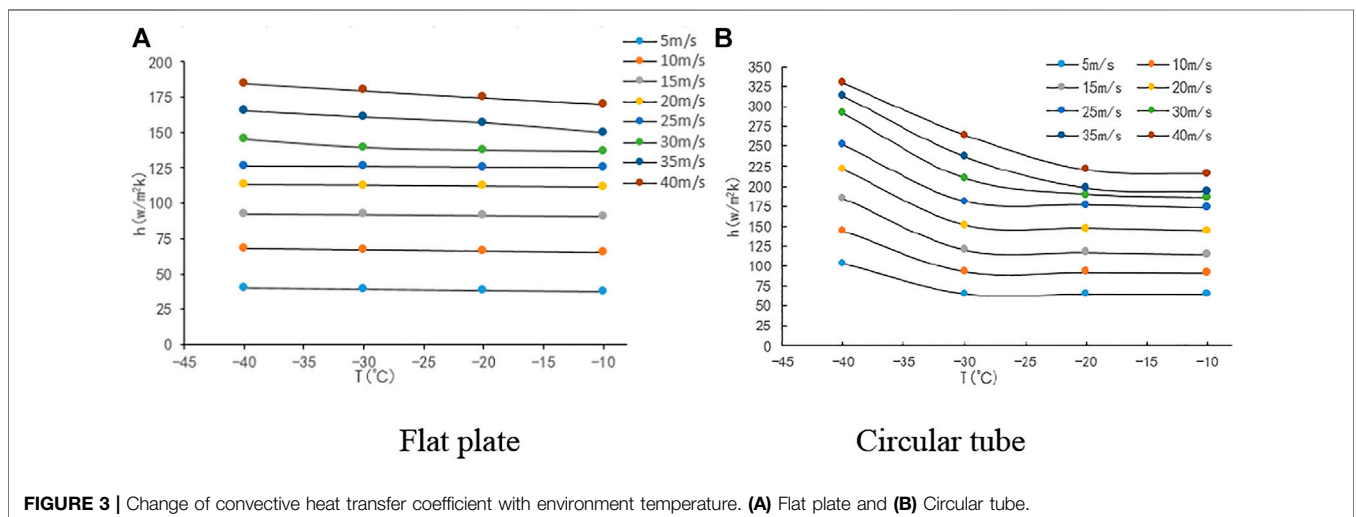 A
200
175
150
125
100
75
50
25
0
h (w/m²k)
-45 -40 -35 -30 -25 -20 -15 -10
T(°C)
5m/s
10m/s
15m/s
20m/s
25m/s
30m/s
35m/s
40m/s
Flat plate
B
350
325
300
275
250
225
200
175
150
125
100
75
50
25
0
h (w/m²k)
-45 -40 -35 -30 -25 -20 -15 -10
T(°C)
5m/s 10m/s
15m/s 20m/s
25m/s 30m/s
35m/s 40m/s
Circular tube
FIGURE 3 | Change of convective heat transfer coefficient with environment temperature. (A) Flat plate and (B) Circular tube.